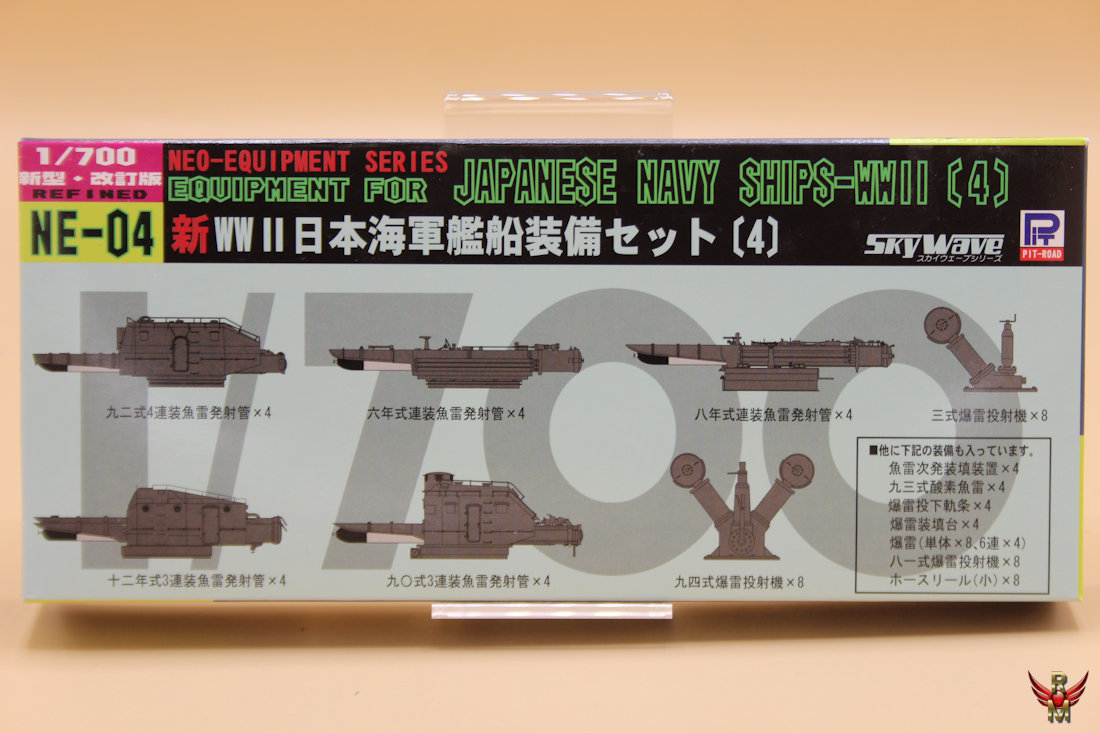 1/700
新型・改訂版
REFINED
NE-04
NEO-EQUIPMENT SERIES
EQUIPMENT FOR JAPANESE NAVY SHIPS-WWII〔4〕
新WWⅡ日本海軍艦船装備セット〔4〕
SKYWAVE
スカイウェーブシリーズ
PIT
PIT-ROAD
1/700
九二式4連装魚雷発射管×4
六年式連装魚雷発射管×4
八年式連装魚雷発射管×4
三式爆雷投射機×8
十二年式3連装魚雷発射管×4
九〇式3連装魚雷発射管×4
九四式爆雷投射機×8
■他に下記の装備も入っています。
魚雷次発装填装置×4
九三式酸素魚雷×4
爆雷投下軌条×4
爆雷装填台×4
爆雷(単体×8､6連×4)
八一式爆雷投射機×8
ホースリール(小)×8
RM